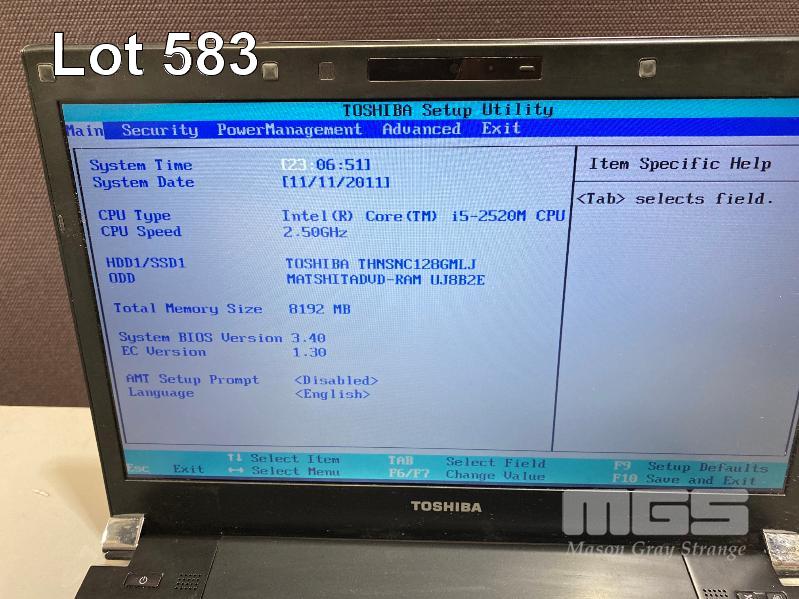 Lot 583
TOSHIBA Setup Utility
Main Security PowerManagement Advanced Exit
System Time [23:06:51]
System Date [11/11/2011]
CPU Type Intel(R) Core(TM) i5-2520M CPU
CPU Speed 2.50GHz
HDD1/SSD1 TOSHIBA THNSNC128GMLJ
ODD MATSHITADVD-RAM UJ8B2E
Total Memory Size 8192 MB
System BIOS Version 3.40
EC Version 1.30
AMT Setup Prompt <Disabled>
Language <English>
Item Specific Help
<Tab> selects field.
↑↓ Select Item TAB Select Field F9 Setup Defaults
Esc Exit ↔ Select Menu F6/F7 Change Value F10 Save and Exit
TOSHIBA
MGS
Mason Gray Strange